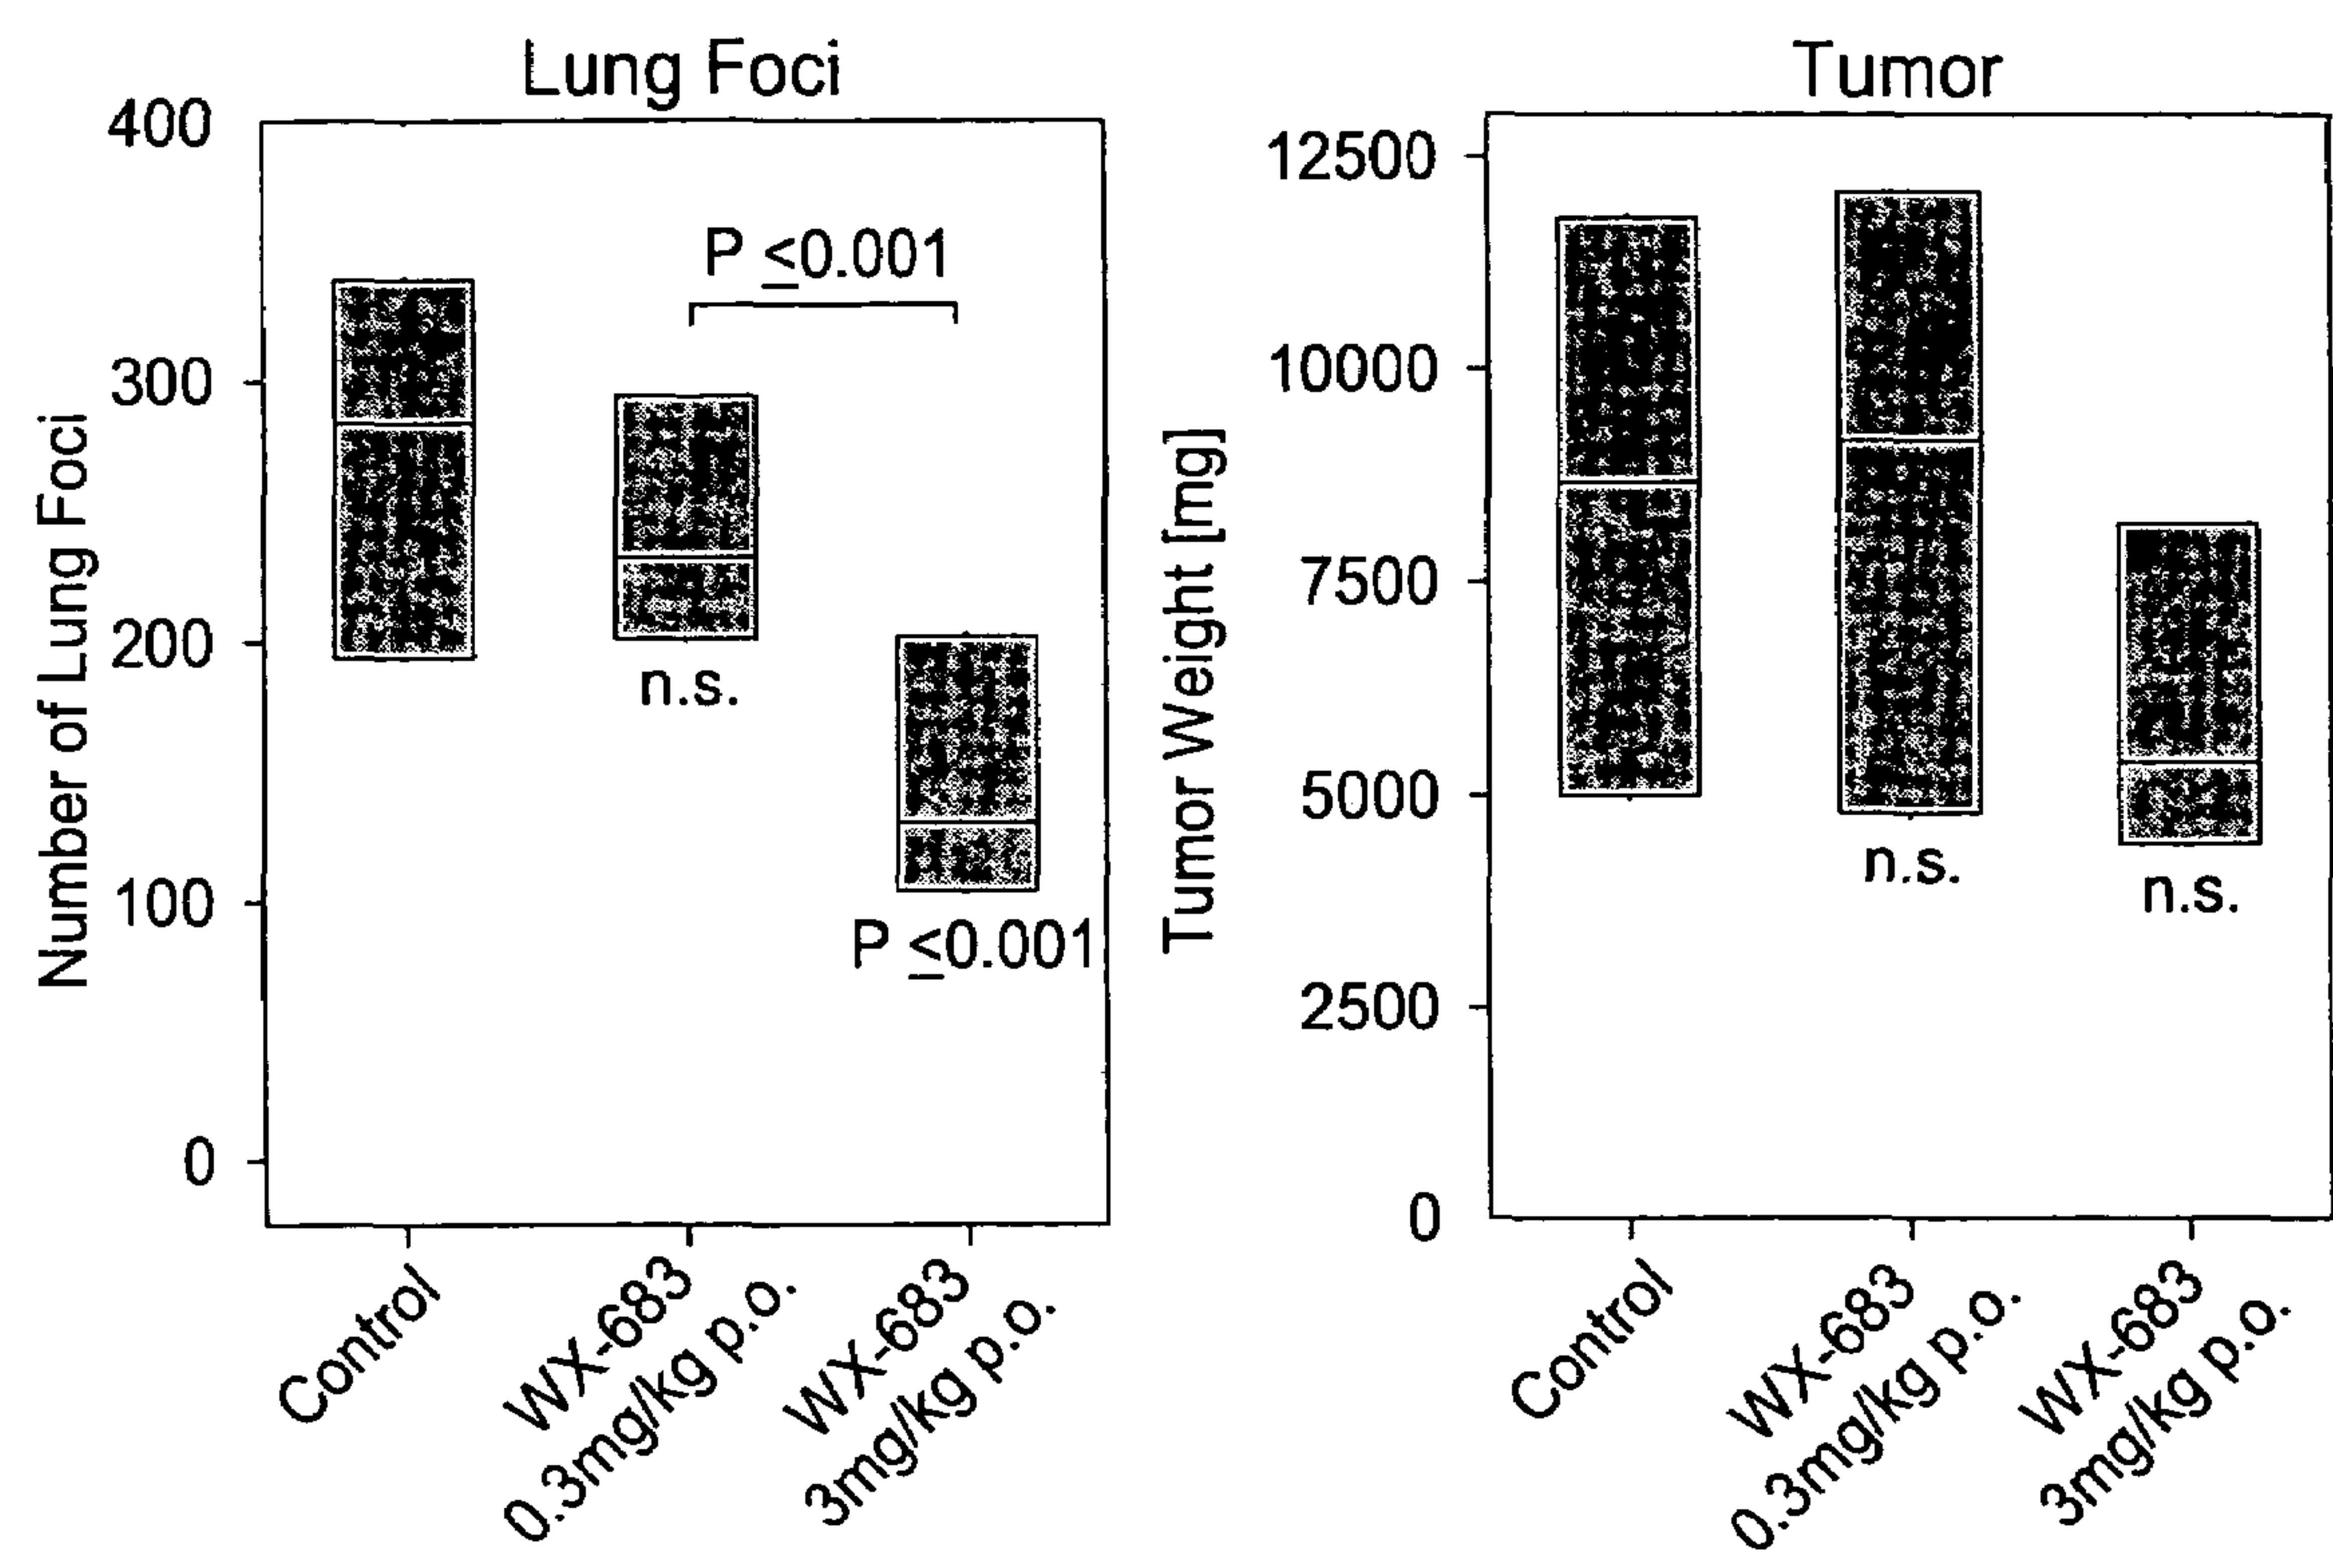 Lung Foci
400
300
200
100
0
Number of Lung Foci
P ≤0.001
n.s.
P ≤0.001
Control
WX-683
0.3mg/kg p.o.
WX-683
3mg/kg p.o.
Tumor
12500
10000
7500
5000
2500
0
Tumor Weight [mg]
n.s.
n.s.
Control
WX-683
0.3mg/kg p.o.
WX-683
3mg/kg p.o.